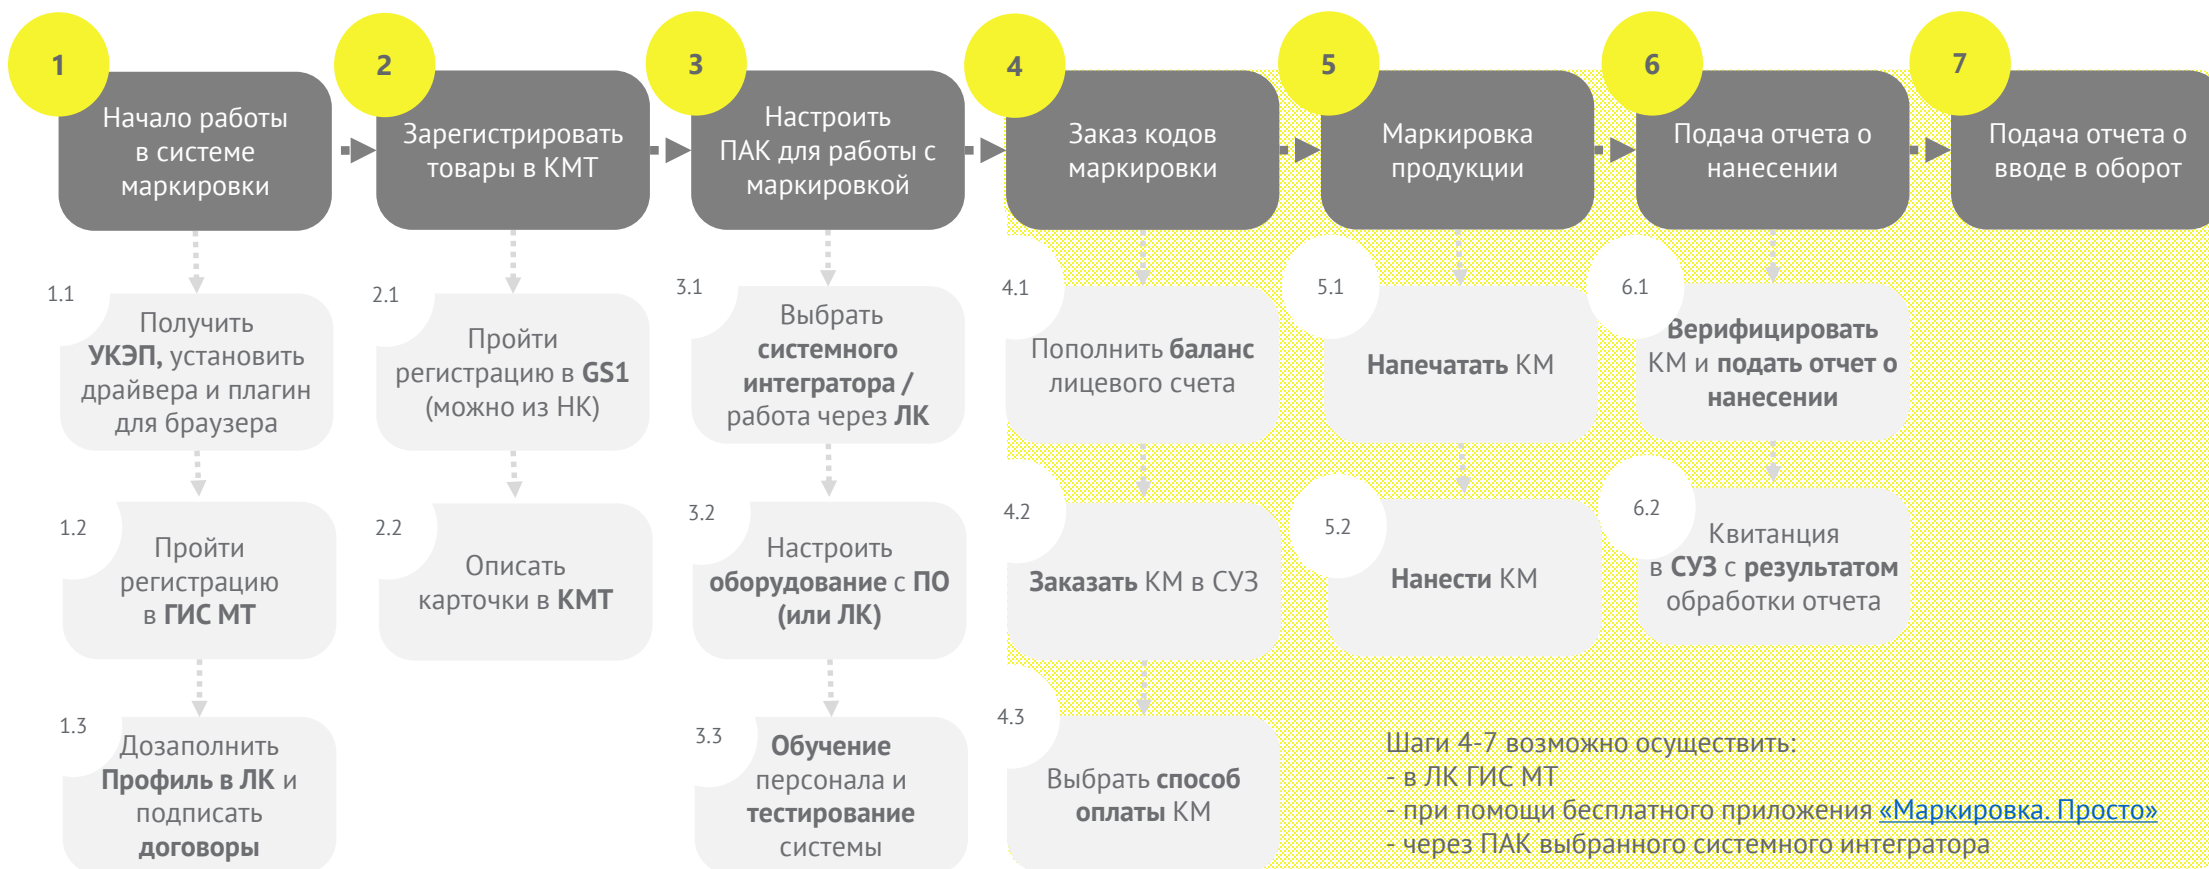 1
Начало работы
в системе
маркировки
2
Зарегистрировать
товары в КМТ
3
Настроить
ПАК для работы с
маркировкой
4
Заказ кодов
маркировки
5
Маркировка
продукции
6
Подача отчета о
нанесении
7
Подача отчета о
вводе в оборот
1.1
Получить
УКЭП, установить
драйвера и плагин
для браузера
1.2
Пройти
регистрацию
в ГИС МТ
1.3
Дозаполнить
Профиль в ЛК и
подписать
договоры
2.1
Пройти
регистрацию в GS1
(можно из НК)
2.2
Описать
карточки в КМТ
3.1
Выбрать
системного
интегратора /
работа через ЛК
3.2
Настроить
оборудование с ПО
(или ЛК)
3.3
Обучение
персонала и
тестирование
системы
4.1
Пополнить баланс
лицевого счета
4.2
Заказать КМ в СУЗ
4.3
Выбрать способ
оплаты КМ
5.1
Напечатать КМ
5.2
Нанести КМ
6.1
Верифицировать
КМ и подать отчет о
нанесении
6.2
Квитанция
в СУЗ с результатом
обработки отчета
Шаги 4-7 возможно осуществить:
- в ЛК ГИС МТ
- при помощи бесплатного приложения «Маркировка. Просто»
- через ПАК выбранного системного интегратора